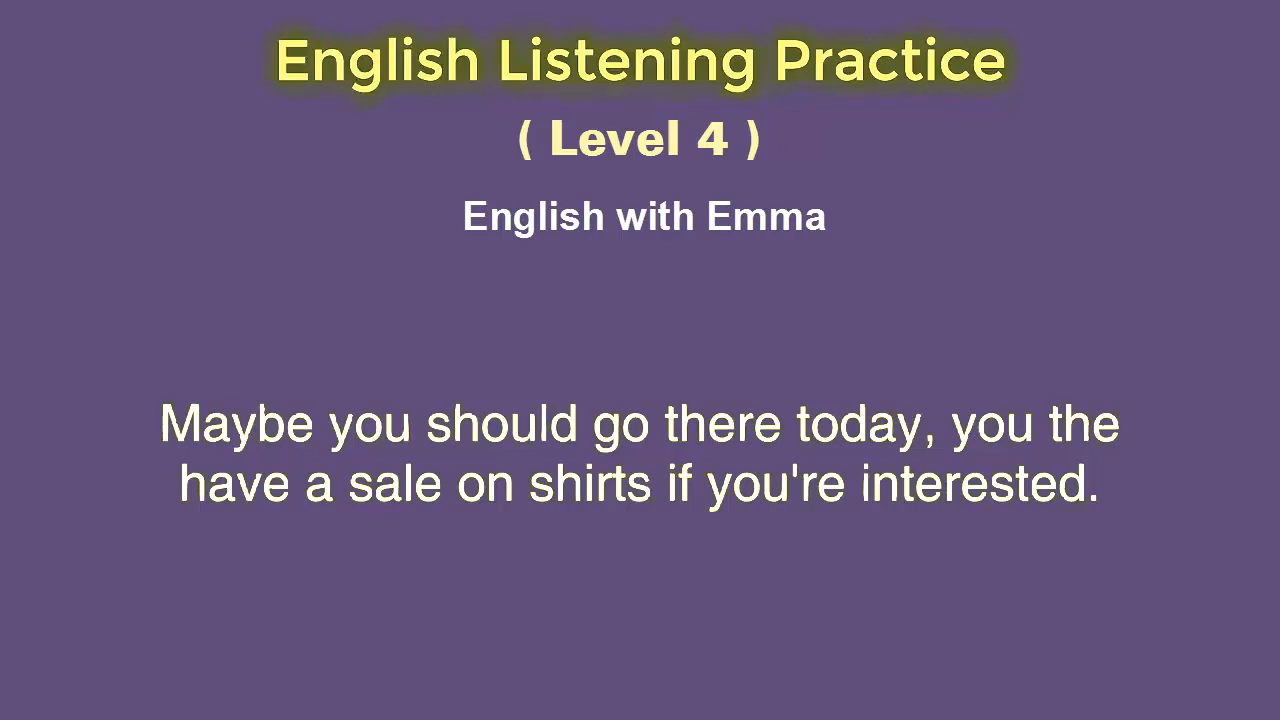 English Listening Practice
( Level 4 )
English with Emma
Maybe you should go there today, you the
have a sale on shirts if you're interested.